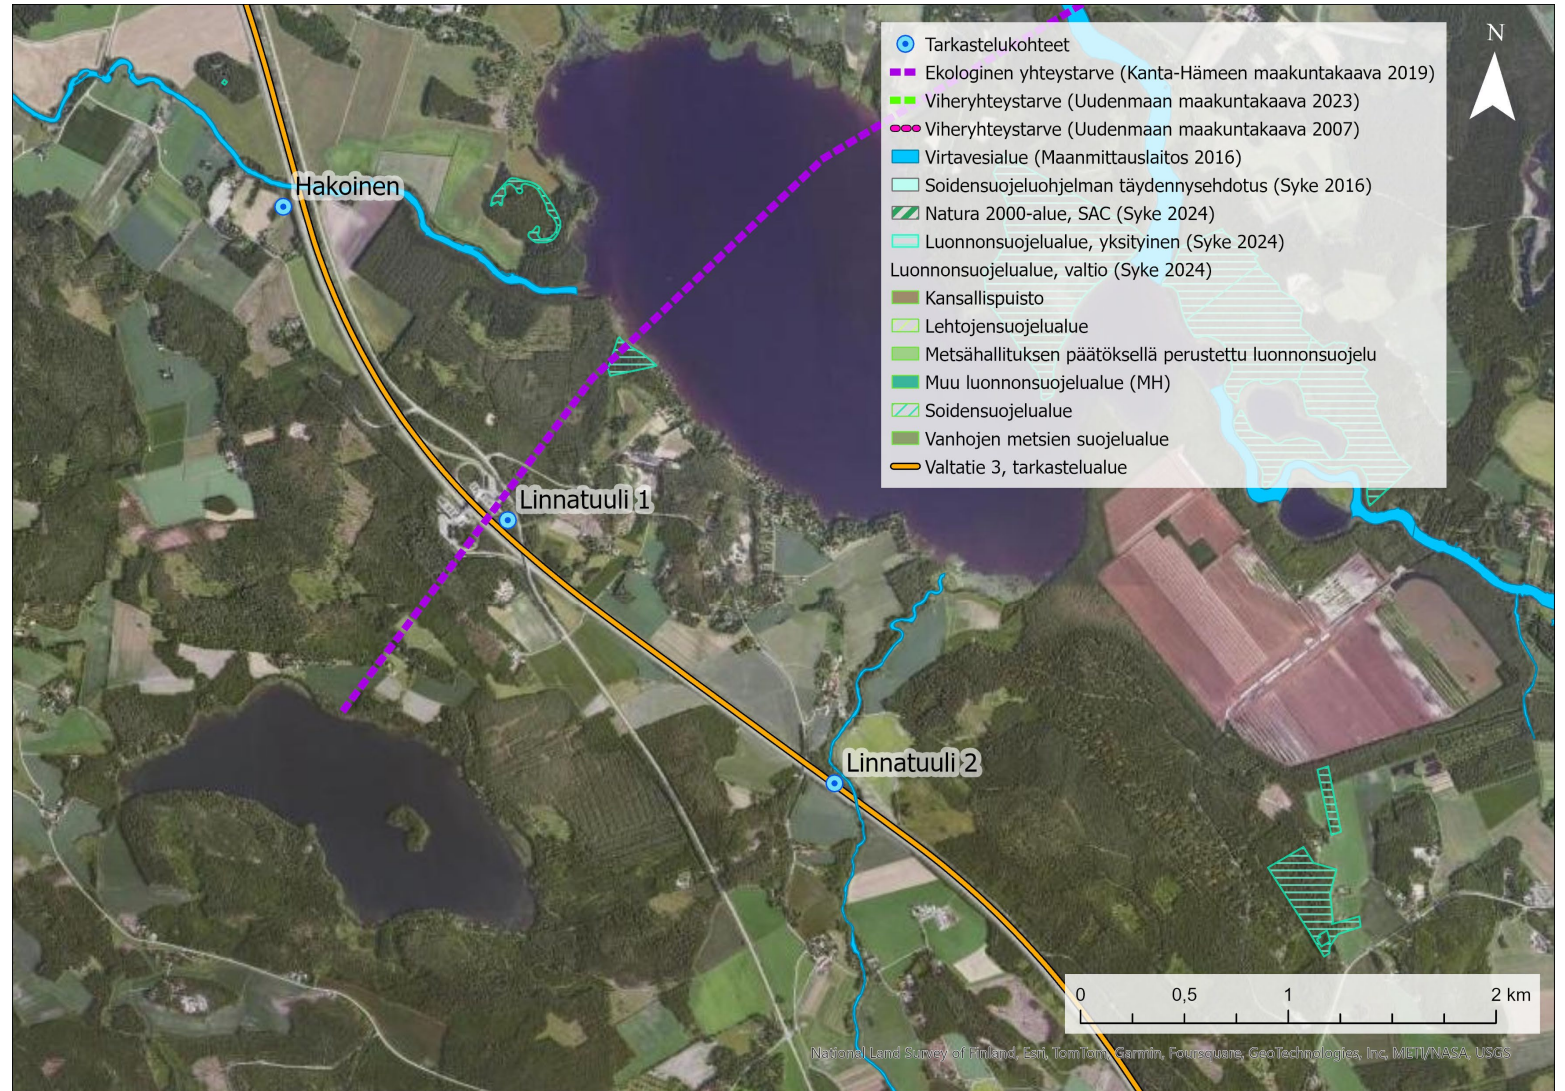 Tarkastelukohteet
Ekologinen yhteystarve (Kanta-Hämeen maakuntakaava 2019)
Viheryhteystarve (Uudenmaan maakuntakaava 2023)
Viheryhteystarve (Uudenmaan maakuntakaava 2007)
Virtavesialue (Maanmittauslaitos 2016)
Soidensuojeluohjelman täydennysehdotus (Syke 2016)
Natura 2000-alue, SAC (Syke 2024)
Luonnonsuojelualue, yksityinen (Syke 2024)
Luonnonsuojelualue, valtio (Syke 2024)
Kansallispuisto
Lehtojensuojelualue
Metsähallituksen päätöksellä perustettu luonnonsuojelu
Muu luonnonsuojelualue (MH)
Soidensuojelualue
Vanhojen metsien suojelualue
Valtatie 3, tarkastelualue
N
Hakoinen
Linnatuuli 1
Linnatuuli 2
0 0,5 1 2 km
National Land Survey of Finland, Esri, TomTom, Garmin, Foursquare, GeoTechnologies, Inc, METI/NASA, USGS